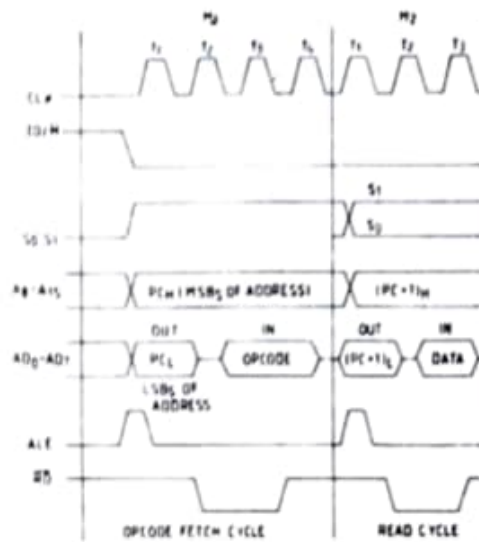 M1 M2
T1 T2 T3 T4 T1 T2 T3
CLK
IO/M
S1
S0
S0 S1
A8-A15 PCH (MSBS OF ADDRESS) (PC+1)H
OUT IN OUT IN
AD0-AD7 PCL OPCODE (PC+1)L DATA
LSBS OF
ADDRESS
ALE
RD
OPCODE FETCH CYCLE READ CYCLE